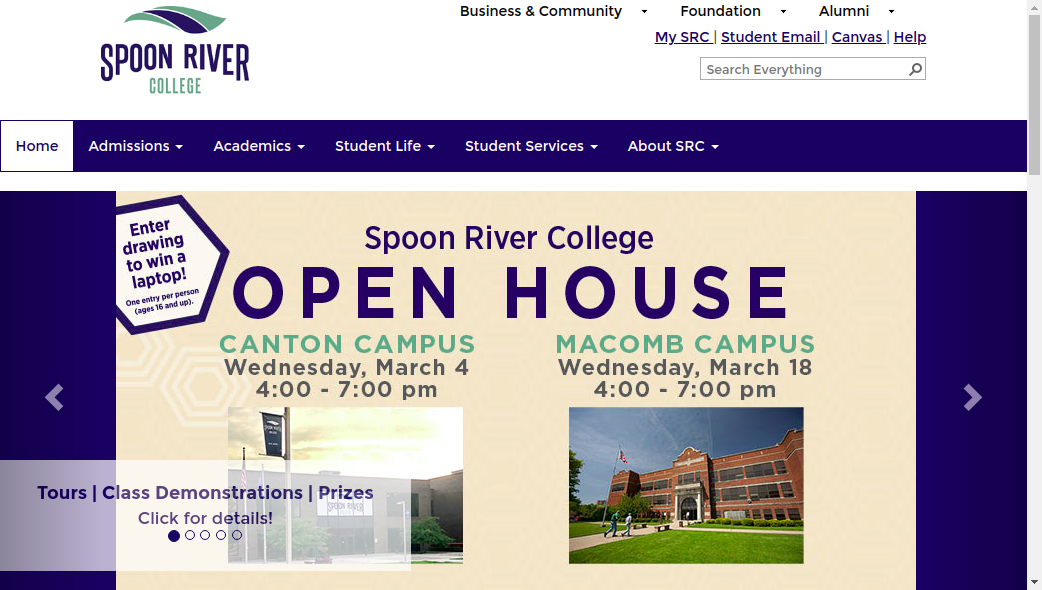 SPOON RIVER
COLLEGE
Business & Community
Foundation
Alumni
My SRC | Student Email | Canvas | Help
Search Everything
Home
Admissions
Academics
Student Life
Student Services
About SRC
Enter
drawing
to win a
laptop!
One entry per person
(ages 16 and up).
Spoon River College
OPEN HOUSE
CANTON CAMPUS
Wednesday, March 4
4:00 - 7:00 pm
MACOMB CAMPUS
Wednesday, March 18
4:00 - 7:00 pm
SPOON RIVER
Tours | Class Demonstrations | Prizes
Click for details!